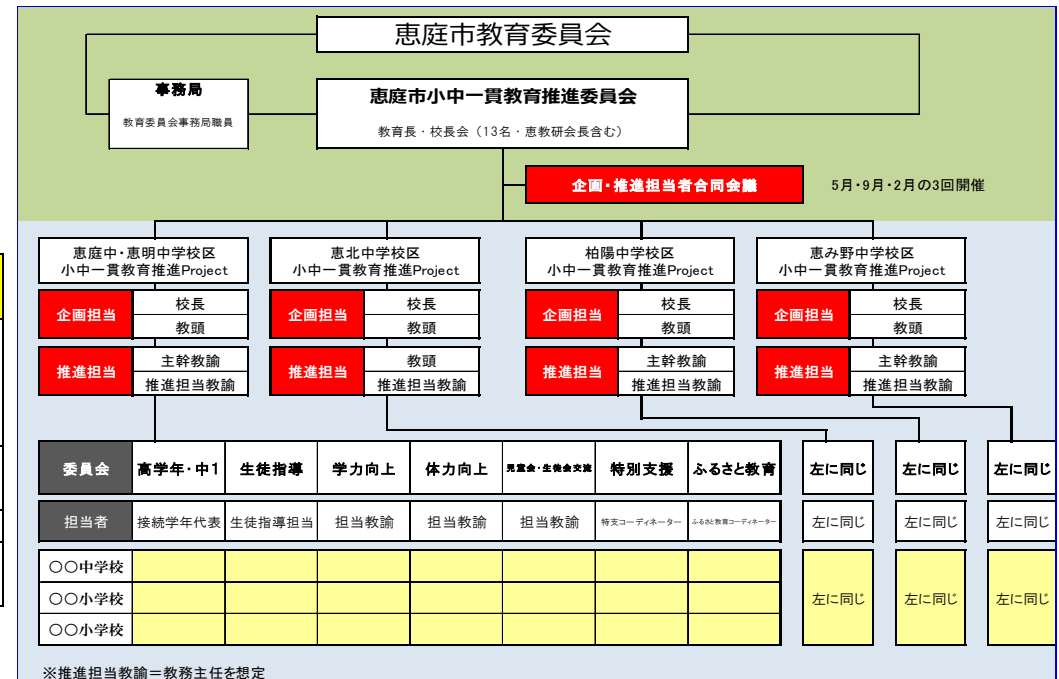 恵庭市教育委員会
事務局
教育委員会事務局職員
恵庭市小中一貫教育推進委員会
教育長・校長会（13名・恵教研会長含む）
企画・推進担当者合同会議
5月・9月・2月の3回開催
恵庭中・恵明中学校区
小中一貫教育推進Project
恵北中学校区
小中一貫教育推進Project
柏陽中学校区
小中一貫教育推進Project
恵み野中学校区
小中一貫教育推進Project
企画担当 校長
教頭
企画担当 校長
教頭
企画担当 校長
教頭
企画担当 校長
教頭
推進担当 主幹教諭
推進担当教諭
推進担当 教頭
推進担当教諭
推進担当 主幹教諭
推進担当教諭
推進担当 主幹教諭
推進担当教諭
委員会 高学年・中1 生徒指導 学力向上 体力向上 児童会・生徒会交流 特別支援 ふるさと教育 左に同じ 左に同じ 左に同じ
担当者 接続学年代表 生徒指導担当 担当教諭 担当教諭 担当教諭 特支コーディネーター ふるさと教育コーディネーター 左に同じ 左に同じ 左に同じ
〇〇中学校
〇〇小学校 左に同じ 左に同じ 左に同じ
〇〇小学校
※推進担当教諭＝教務主任を想定